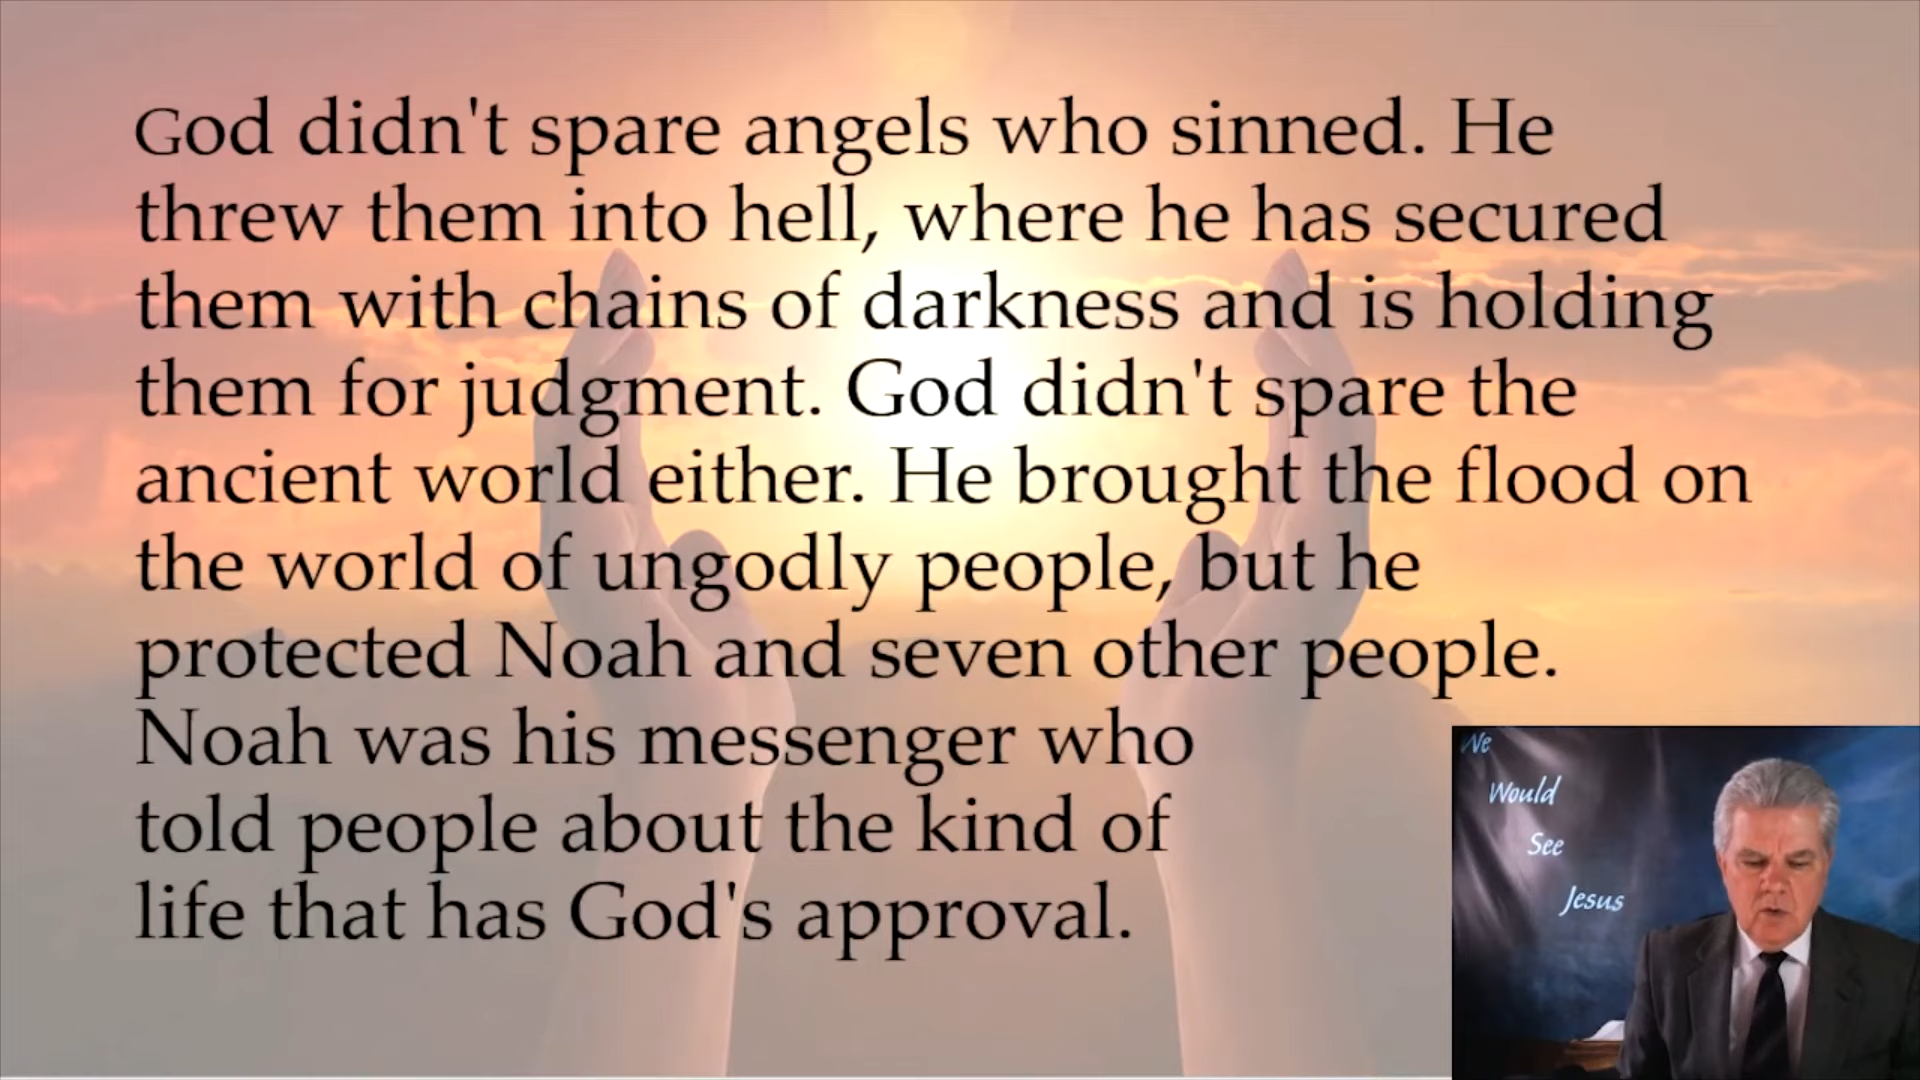 God didn't spare angels who sinned. He
threw them into hell, where he has secured
them with chains of darkness and is holding
them for judgment. God didn't spare the
ancient world either. He brought the flood on
the world of ungodly people, but he
protected Noah and seven other people.
Noah was his messenger who
told people about the kind of
life that has God's approval.
We
Would
See
Jesus